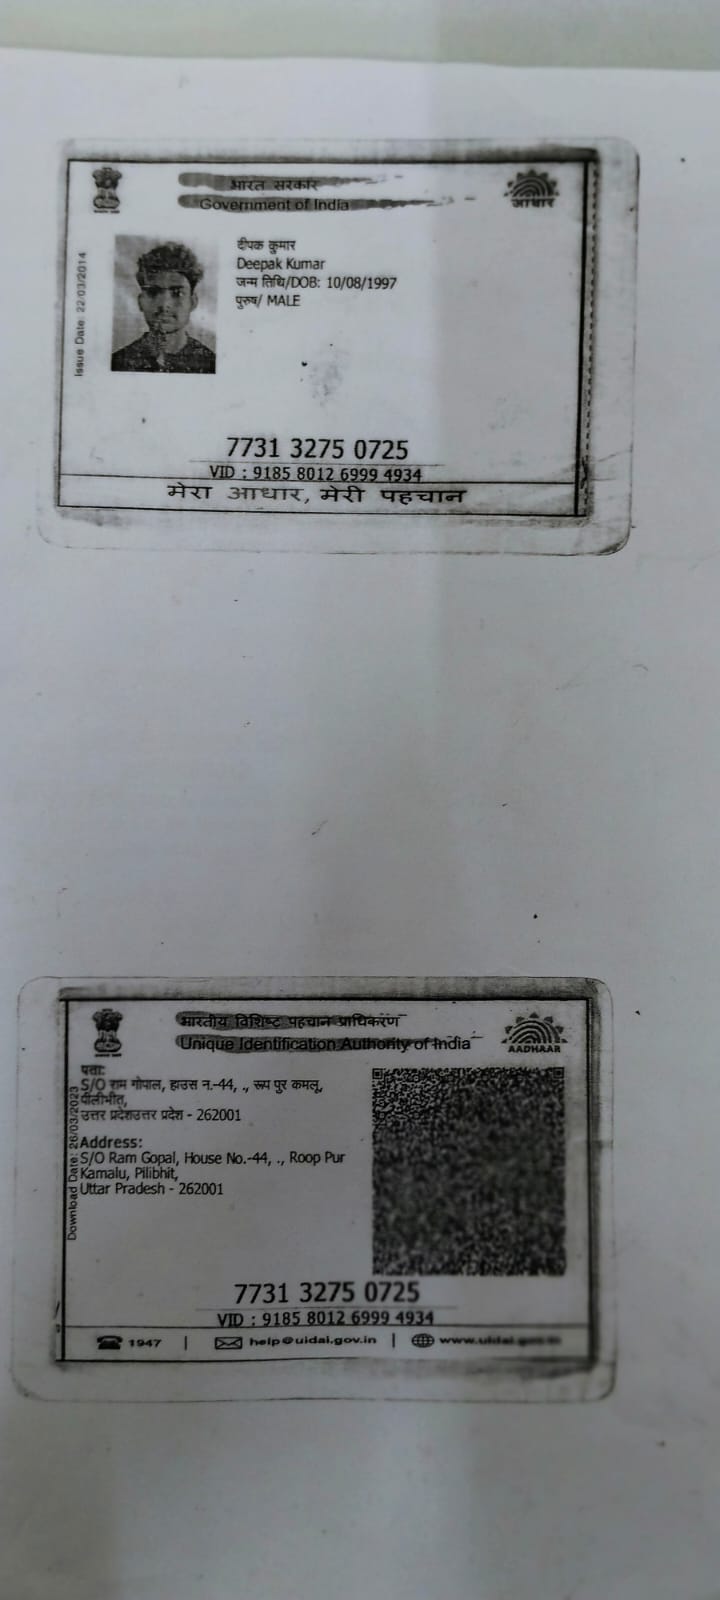 भारत सरकार
Government of India
आधार
Issue Date: 22/03/2014
दीपक कुमार
Deepak Kumar
जन्म तिथि/DOB: 10/08/1997
पुरुष/ MALE
7731 3275 0725
VID : 9185 8012 6999 4934
मेरा आधार, मेरी पहचान
भारतीय विशिष्ट पहचान प्राधिकरण
Unique Identification Authority of India
AADHAAR
Download Date: 26/03/2023
पता:
S/O राम गोपाल, हाउस न.-44, ., रूप पुर कमलू,
पीलीभीत,
उत्तर प्रदेशउत्तर प्रदेश - 262001
Address:
S/O Ram Gopal, House No.-44, ., Roop Pur
Kamalu, Pilibhit,
Uttar Pradesh - 262001
7731 3275 0725
VID : 9185 8012 6999 4934
1947 | help@uidai.gov.in | www.uidai.gov.in